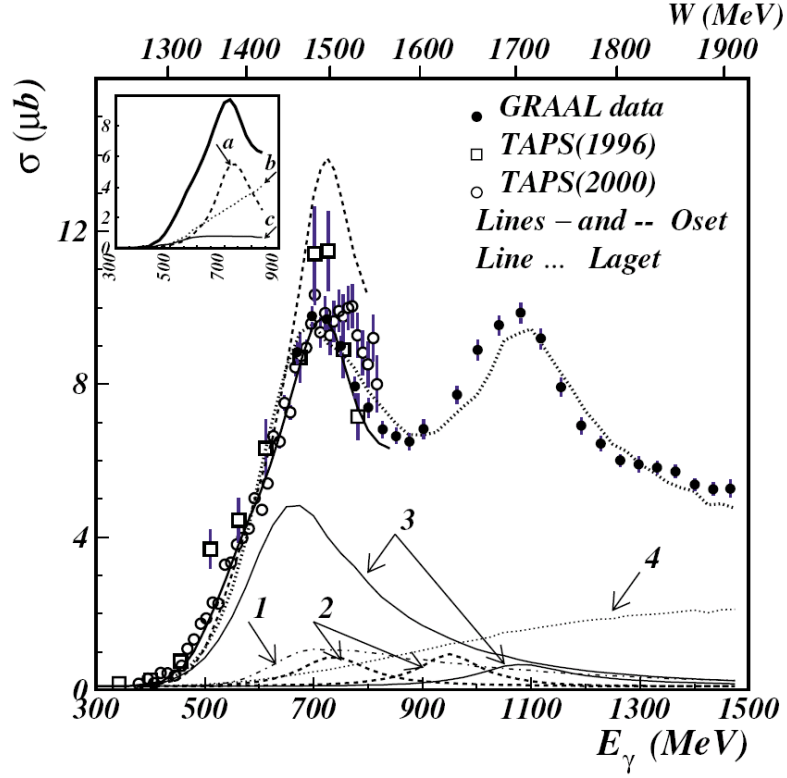 W (MeV)
1300 1400 1500 1600 1700 1800 1900
σ (μb)
GRAAL data
TAPS(1996)
TAPS(2000)
Lines – and -- Oset
Line ... Laget
8
6
4
2
0
a
b
c
300 500 700 900
12
8
4
0
1
2
3
4
300 500 700 900 1100 1300 1500
Eγ (MeV)